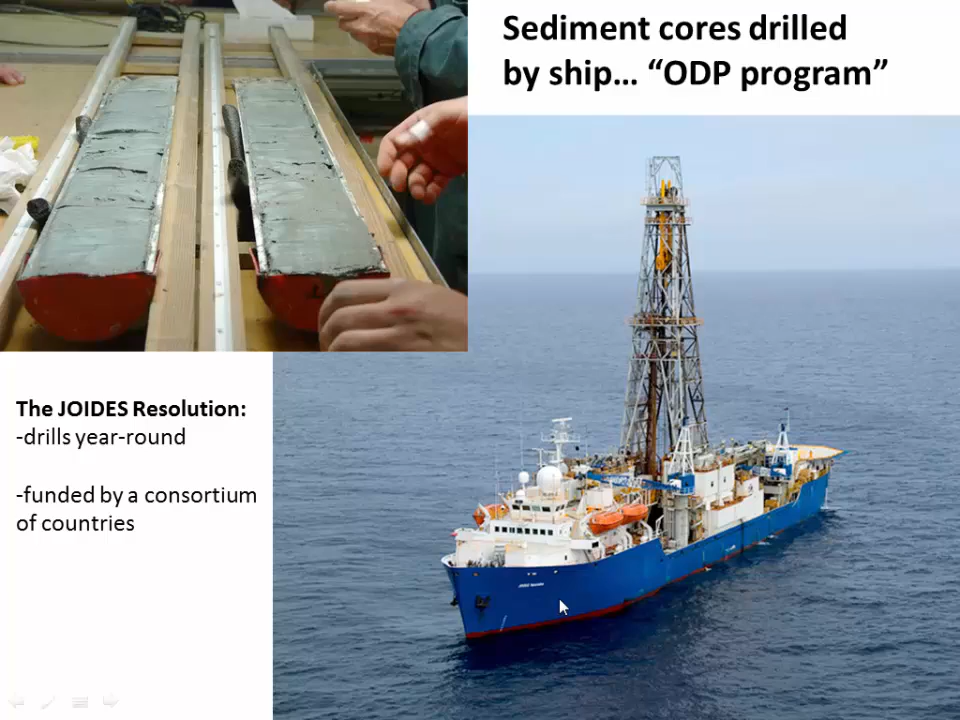 Sediment cores drilled
by ship… “ODP program”
The JOIDES Resolution:
-drills year-round
-funded by a consortium
of countries